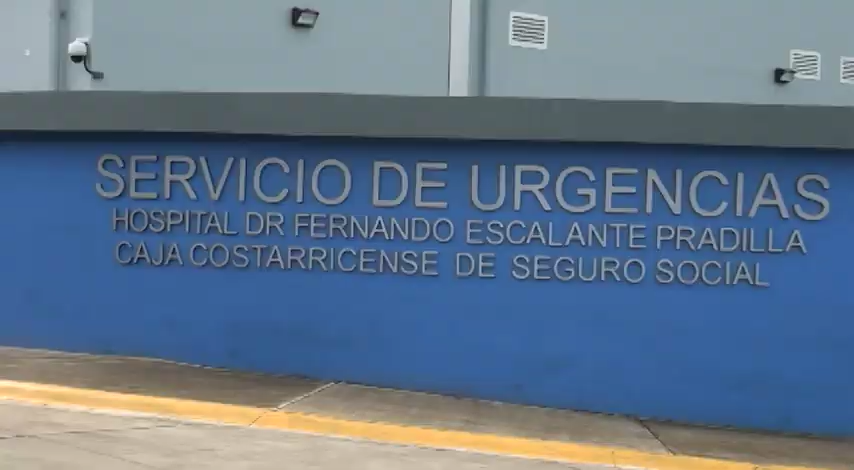 SERVICIO DE URGENCIAS
HOSPITAL DR FERNANDO ESCALANTE PRADILLA
CAJA COSTARRICENSE DE SEGURO SOCIAL